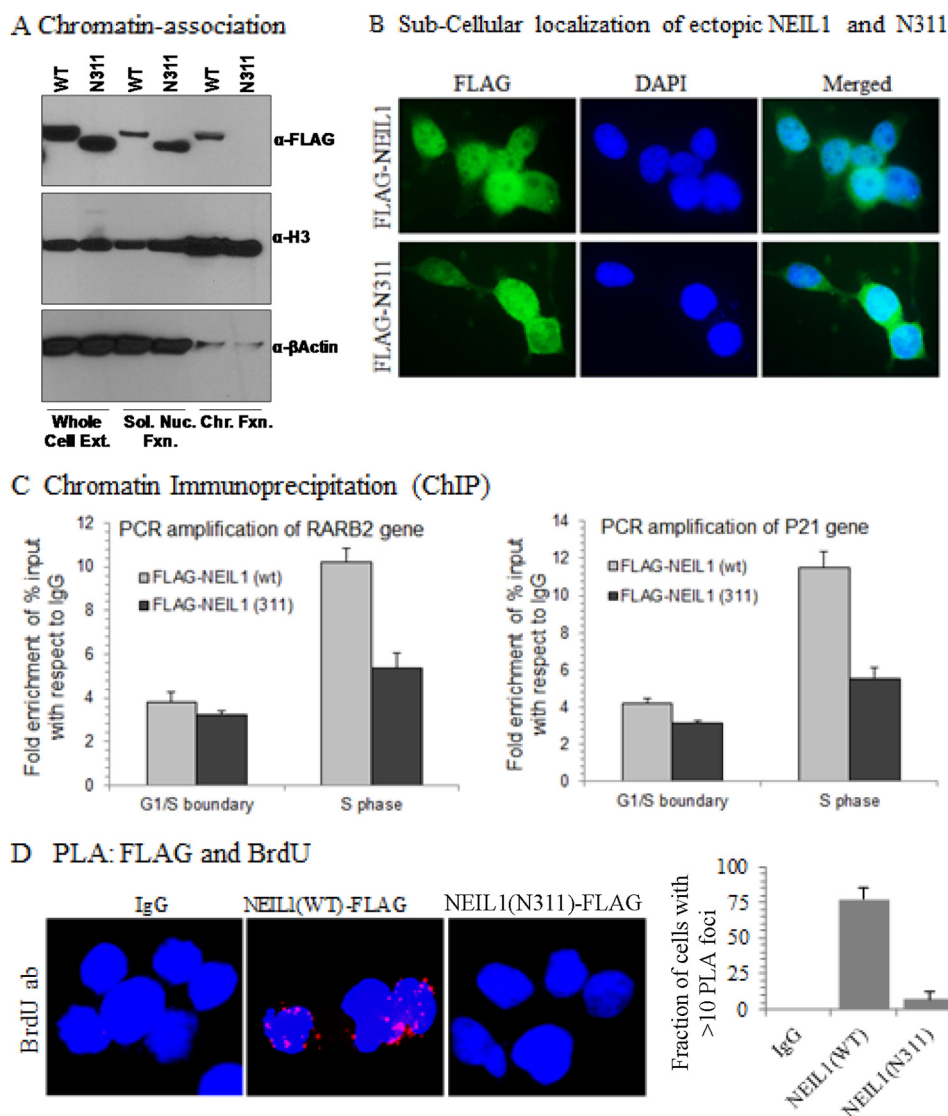 A Chromatin-association
WT
N311
WT
N311
WT
N311
α-FLAG
α-H3
α-βActin
Whole Cell Ext.
Sol. Nuc. Fxn.
Chr. Fxn.
B Sub-Cellular localization of ectopic NEIL1 and N311
FLAG
DAPI
Merged
FLAG-NEIL1
FLAG-N311
C Chromatin Immunoprecipitation (ChIP)
PCR amplification of RARB2 gene
FLAG-NEIL1 (wt)
FLAG-NEIL1 (311)
Fold enrichment of % input
with respect to IgG
12
10
8
6
4
2
0
G1/S boundary
S phase
PCR amplification of P21 gene
FLAG-NEIL1 (wt)
FLAG-NEIL1 (311)
Fold enrichment of % input
with respect to IgG
14
12
10
8
6
4
2
0
G1/S boundary
S phase
D PLA: FLAG and BrdU
IgG
NEIL1(WT)-FLAG
NEIL1(N311)-FLAG
BrdU ab
Fraction of cells with
>10 PLA foci
100
75
50
25
0
IgG
NEIL1(WT)
NEIL1(N311)